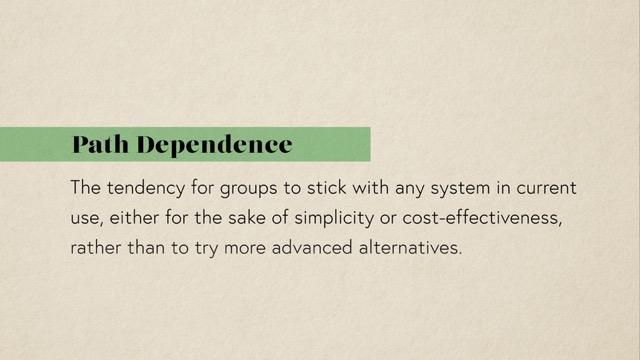 Path Dependence
The tendency for groups to stick with any system in current
use, either for the sake of simplicity or cost-effectiveness,
rather than to try more advanced alternatives.